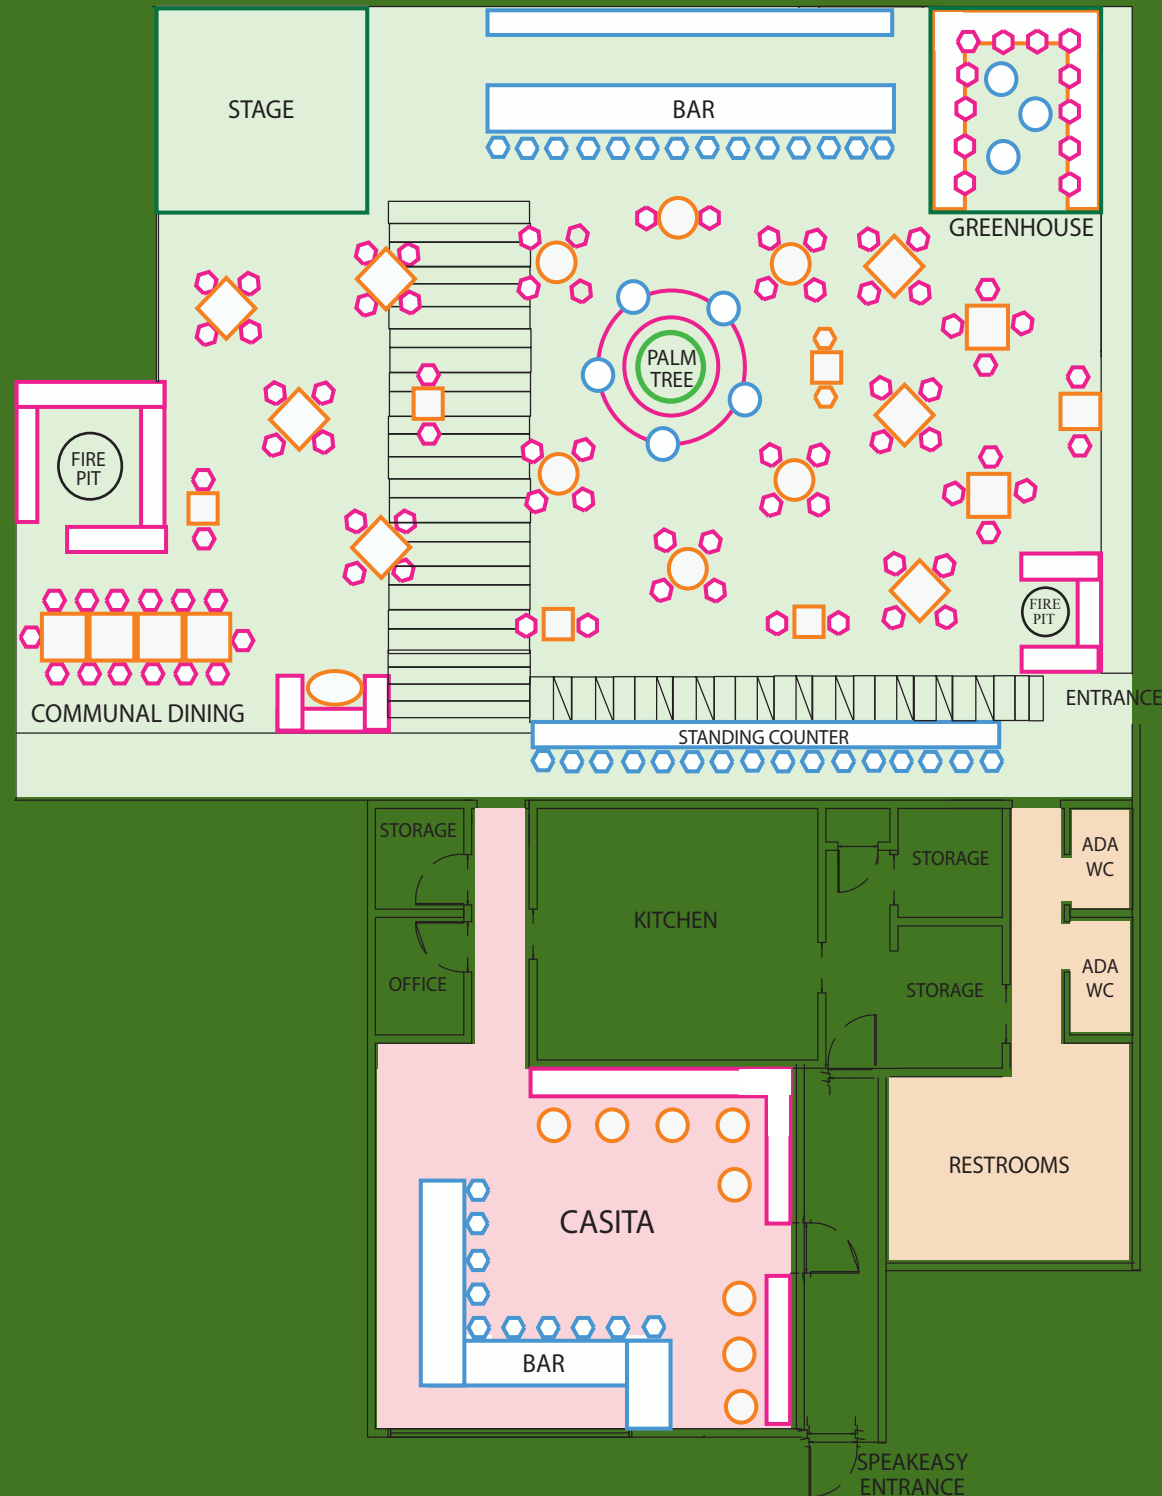 STAGE
BAR
GREENHOUSE
PALM
TREE
FIRE
PIT
FIRE
PIT
COMMUNAL DINING
ENTRANCE
STANDING COUNTER
STORAGE
ADA
WC
STORAGE
KITCHEN
ADA
WC
OFFICE
STORAGE
RESTROOMS
CASITA
BAR
SPEAKEASY
ENTRANCE